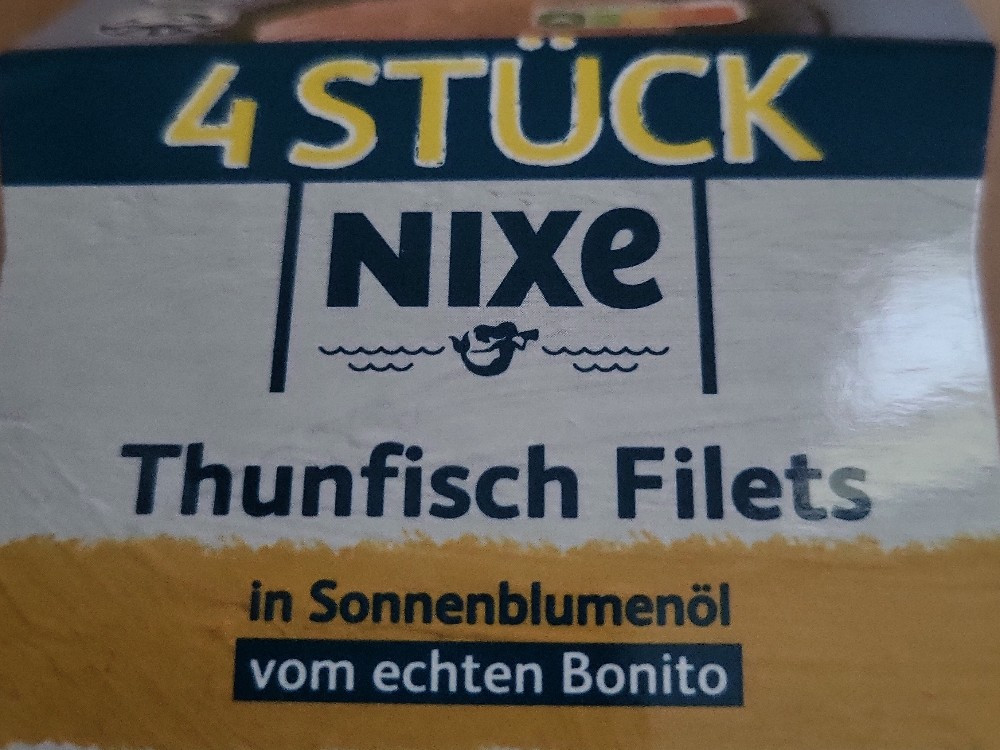 4 STÜCK
NIXe
Thunfisch Filets
in Sonnenblumenöl
vom echten Bonito